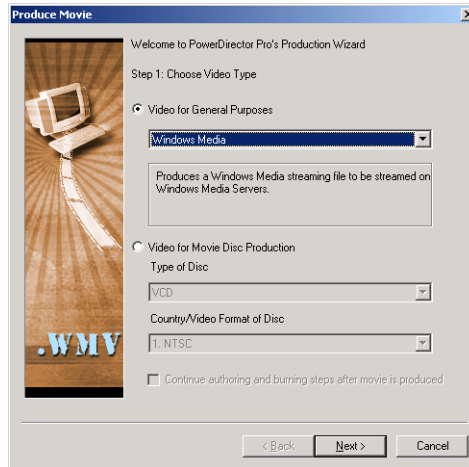 Produce Movie
Welcome to PowerDirector Pro's Production Wizard
Step 1: Choose Video Type
Video for General Purposes
Windows Media
Produces a Windows Media streaming file to be streamed on
Windows Media Servers.
Video for Movie Disc Production
Type of Disc
VCD
Country/Video Format of Disc
1. NTSC
.WMV
Continue authoring and burning steps after movie is produced
< Back
Next >
Cancel